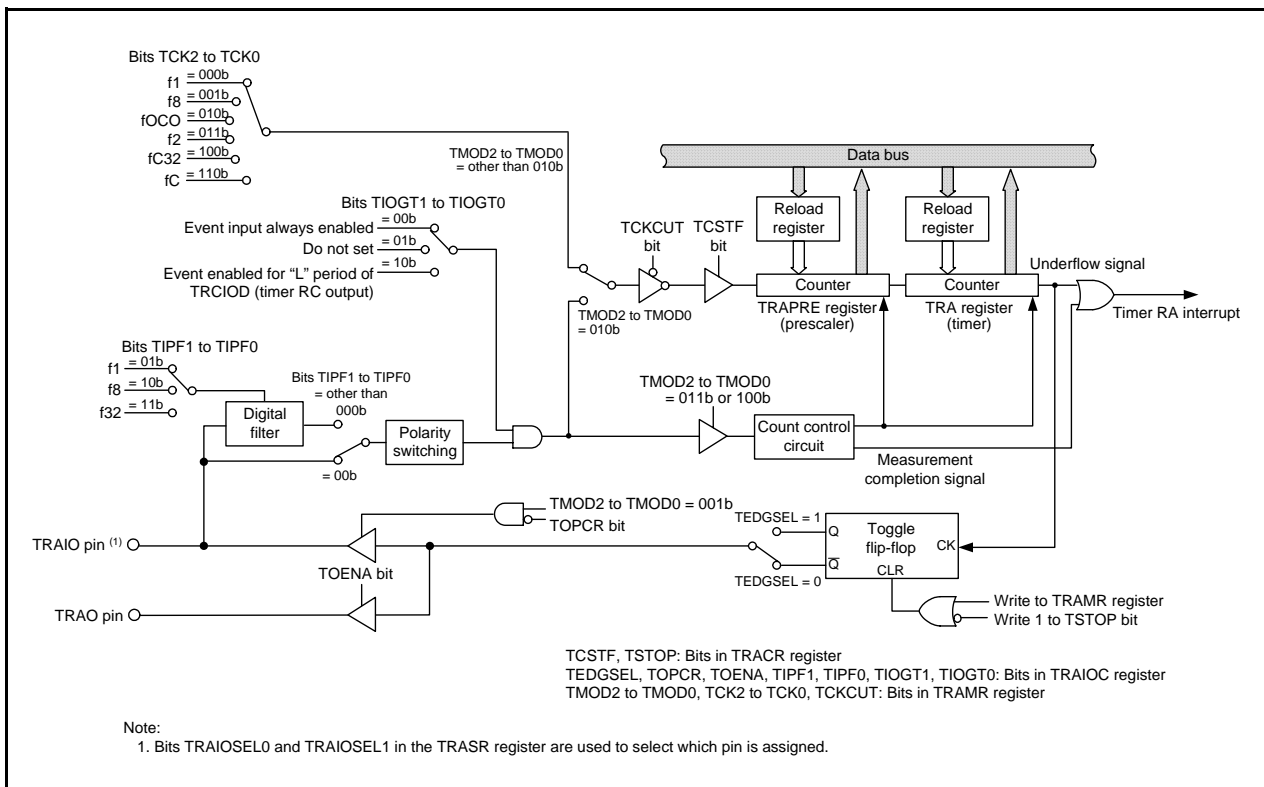 Bits TCK2 to TCK0
f1 = 000b
f8 = 001b
fOCO = 010b
f2 = 011b
fC32 = 100b
fC = 110b
TMOD2 to TMOD0
= other than 010b
Data bus
Bits TIOGT1 to TIOGT0
Event input always enabled = 00b
Do not set = 01b
Event enabled for “L” period of
TRCIOD (timer RC output) = 10b
TCKCUT
bit
TCSTF
bit
Reload
register
Reload
register
Counter
Counter
Underflow signal
TRAPRE register
(prescaler)
TRA register
(timer)
Timer RA interrupt
TMOD2 to TMOD0
= 010b
Bits TIPF1 to TIPF0
f1 = 01b
f8 = 10b
f32 = 11b
Bits TIPF1 to TIPF0
= other than
000b
Digital
filter
= 00b
Polarity
switching
TMOD2 to TMOD0
= 011b or 100b
Count control
circuit
Measurement
completion signal
TMOD2 to TMOD0 = 001b
TOPCR bit
TEDGSEL = 1
TEDGSEL = 0
Q
Q
Toggle
flip-flop
CK
CLR
TRAIO pin (1)
TOENA bit
TRAO pin
Write to TRAMR register
Write 1 to TSTOP bit
TCSTF, TSTOP: Bits in TRACR register
TEDGSEL, TOPCR, TOENA, TIPF1, TIPF0, TIOGT1, TIOGT0: Bits in TRAIOC register
TMOD2 to TMOD0, TCK2 to TCK0, TCKCUT: Bits in TRAMR register
Note:
1. Bits TRAIOSEL0 and TRAIOSEL1 in the TRASR register are used to select which pin is assigned.